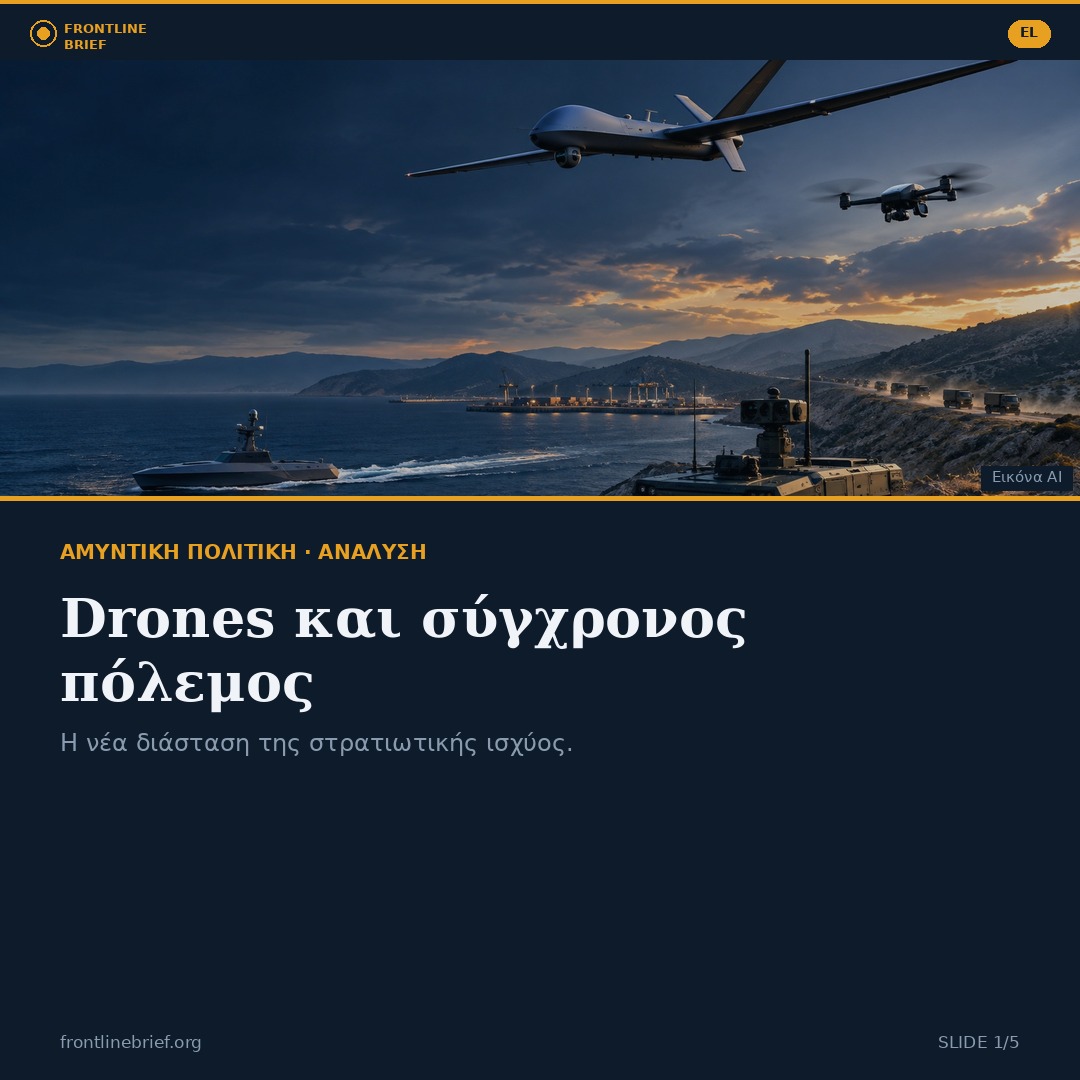 FRONTLINE
BRIEF
EL
Εικόνα AI
ΑΜΥΝΤΙΚΗ ΠΟΛΙΤΙΚΗ · ΑΝΑΛΥΣΗ
Drones και σύγχρονος
πόλεμος
Η νέα διάσταση της στρατιωτικής ισχύος.
frontlinebrief.org
SLIDE 1/5